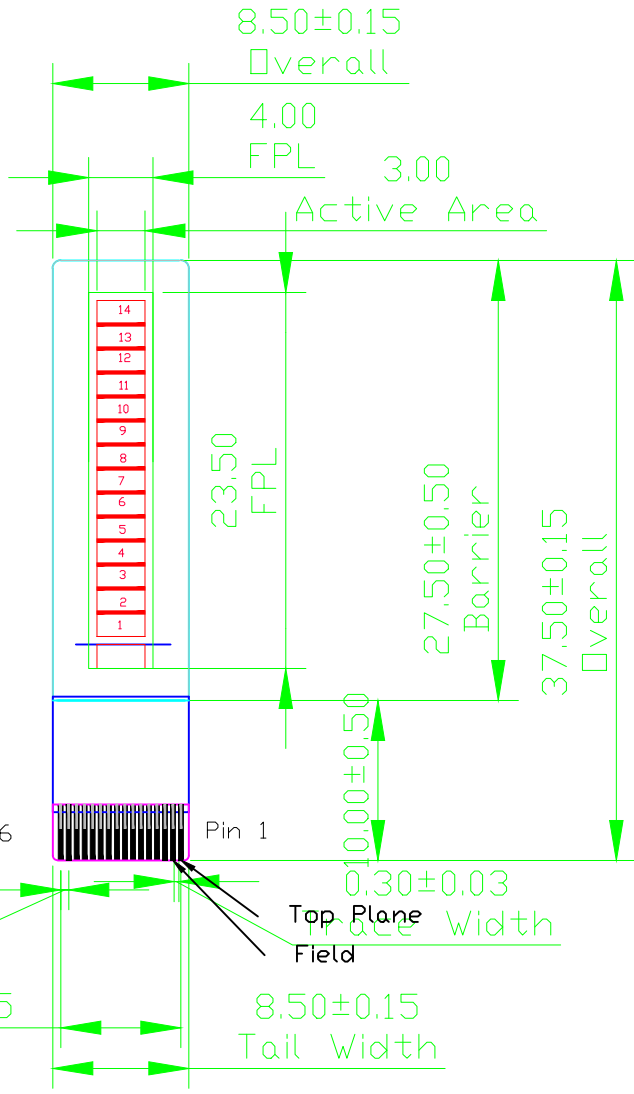 8.50±0.15
Overall
4.00
FPL
3.00
Active Area
14
13
12
11
10
9
8
7
6
5
4
3
2
1
23.50
FPL
27.50±0.50
Barrier
37.50±0.15
Overall
10.00±0.50
6
Pin 1
0.30±0.03
Trace Width
Top Plane
Field
5
8.50±0.15
Tail Width